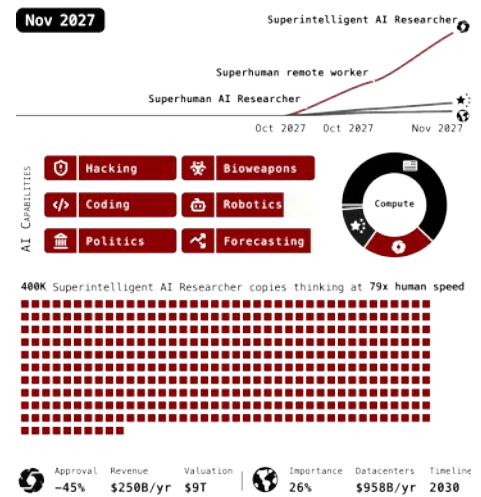 Nov 2027
Superintelligent AI Researcher
Superhuman remote worker
Superhuman AI Researcher
Oct 2027 Oct 2027 Nov 2027
AI Capabilities
Hacking Bioweapons
Coding Robotics
Politics Forecasting
Compute
400K Superintelligent AI Researcher copies thinking at 79x human speed
Approval Revenue Valuation Importance Datacenters Timeline
-45% $250B/yr $9T 26% $958B/yr 2030